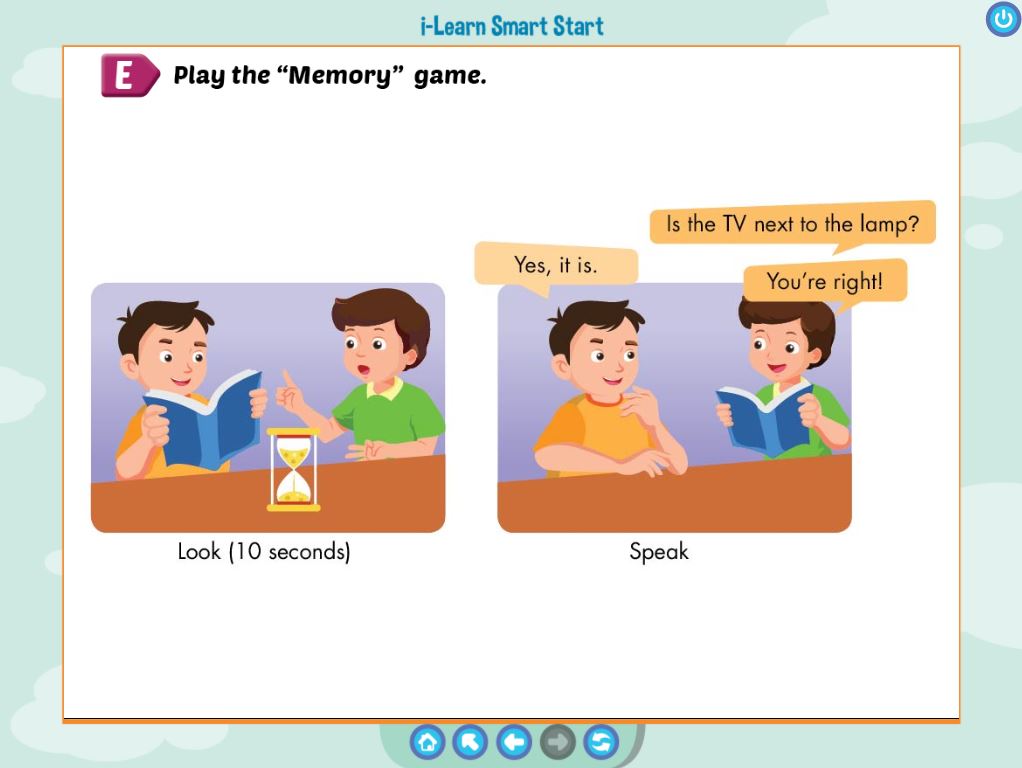 i-Learn Smart Start
E Play the “Memory” game.
Is the TV next to the lamp?
Yes, it is.
You’re right!
Look (10 seconds)
Speak